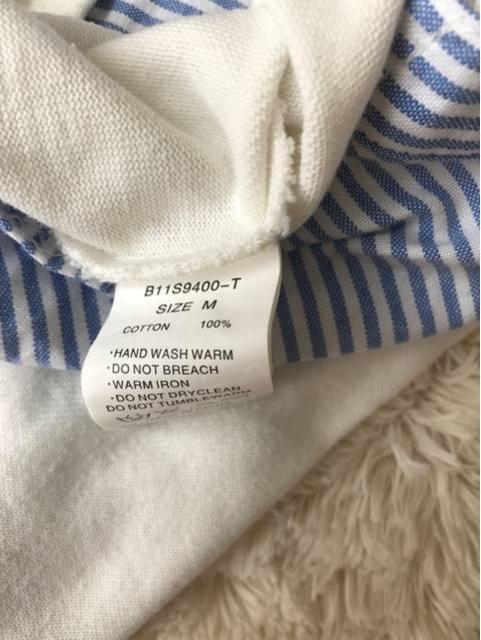 B11S9400-T
SIZE M
COTTON 100%
·HAND WASH WARM
·DO NOT BREACH
·WARM IRON
·DO NOT DRYCLEAN
DO NOT TUMBLEWARM